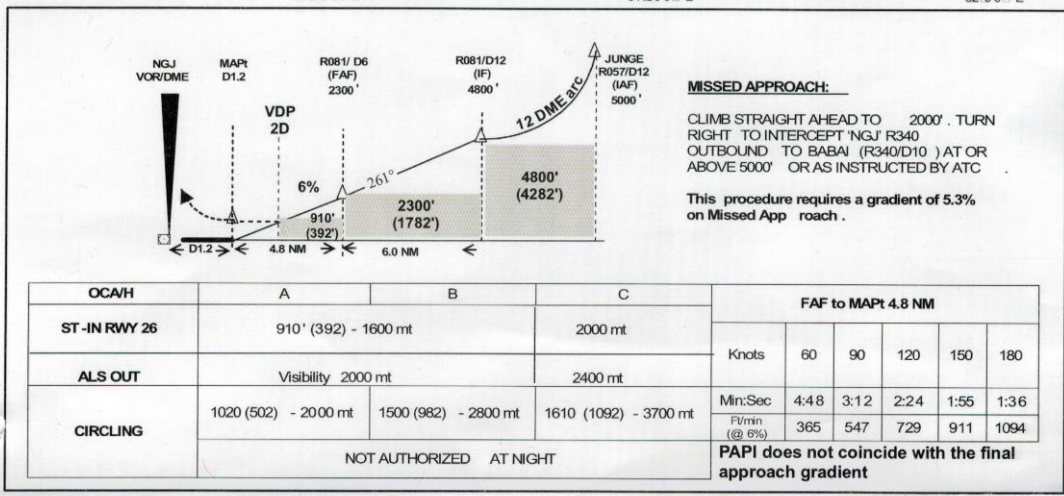 NGJ
VOR/DME
MAPt
D1.2
VDP
2D
R081/ D6
(FAF)
2300'
R081/D12
(IF)
4800'
JUNGE
R057/D12
(IAF)
5000'
12 DME arc
6%
261°
910'
(392')
2300'
(1782')
4800'
(4282')
D1.2
4.8 NM
6.0 NM
MISSED APPROACH:
CLIMB STRAIGHT AHEAD TO 2000'. TURN
RIGHT TO INTERCEPT 'NGJ' R340
OUTBOUND TO BABAI (R340/D10 ) AT OR
ABOVE 5000' OR AS INSTRUCTED BY ATC .
This procedure requires a gradient of 5.3%
on Missed App roach .
OCA/H A B C
ST -IN RWY 26 910' (392) - 1600 mt 2000 mt
ALS OUT Visibility 2000 mt 2400 mt
CIRCLING 1020 (502) - 2000 mt 1500 (982) - 2800 mt 1610 (1092) - 3700 mt
NOT AUTHORIZED AT NIGHT
FAF to MAPt 4.8 NM
Knots 60 90 120 150 180
Min:Sec 4:48 3:12 2:24 1:55 1:36
Ft/min
(@ 6%) 365 547 729 911 1094
PAPI does not coincide with the final
approach gradient